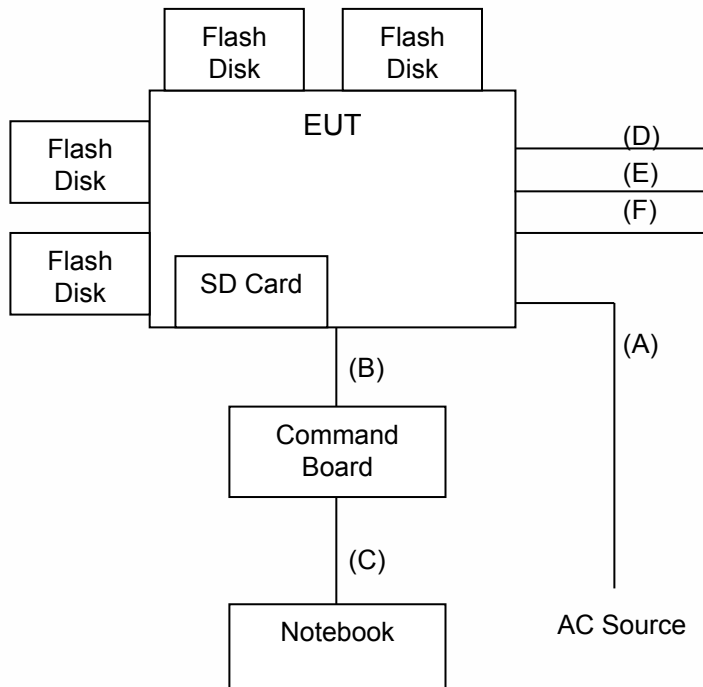 Flash
Disk
Flash
Disk
EUT
Flash
Disk
(D)
(E)
(F)
Flash
Disk
SD Card
(A)
(B)
Command
Board
(C)
Notebook
AC Source